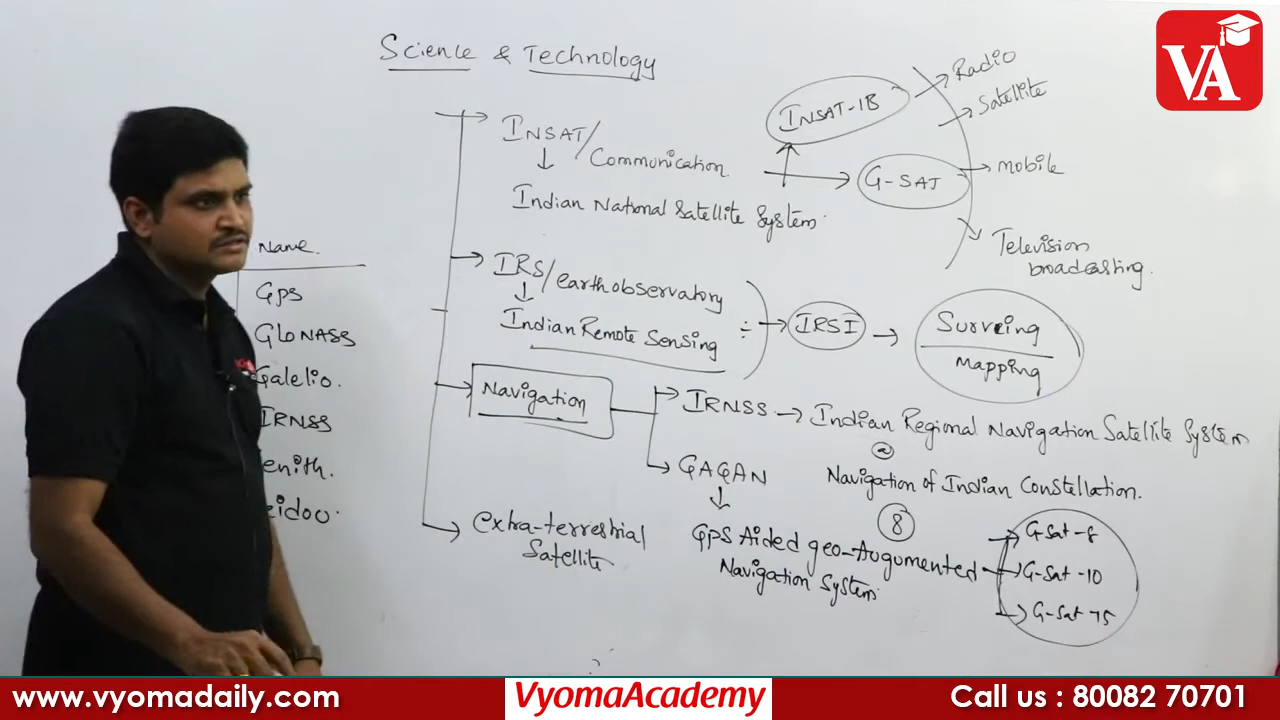 VA
Science & Technology
INSAT/
Communication
Indian National Satellite System
INSAT-1B
G-SAT
Radio
Satellite
mobile
Television
broadcasting.
Name
GPS
GLONASS
Galelio.
IRNSS
enith.
eidou
IRS/earth observatory
Indian Remote Sensing
IRSI
Surveing
mapping
Navigation
IRNSS → Indian Regional Navigation Satellite System
Navigation of Indian Constellation.
8
GAGAN
GPS Aided geo-Augumented
Navigation System
G-Sat-8
G-Sat-10
G-Sat-15
extra-terrestrial
Satellite
www.vyomadaily.com
VyomaAcademy
Call us : 80082 70701